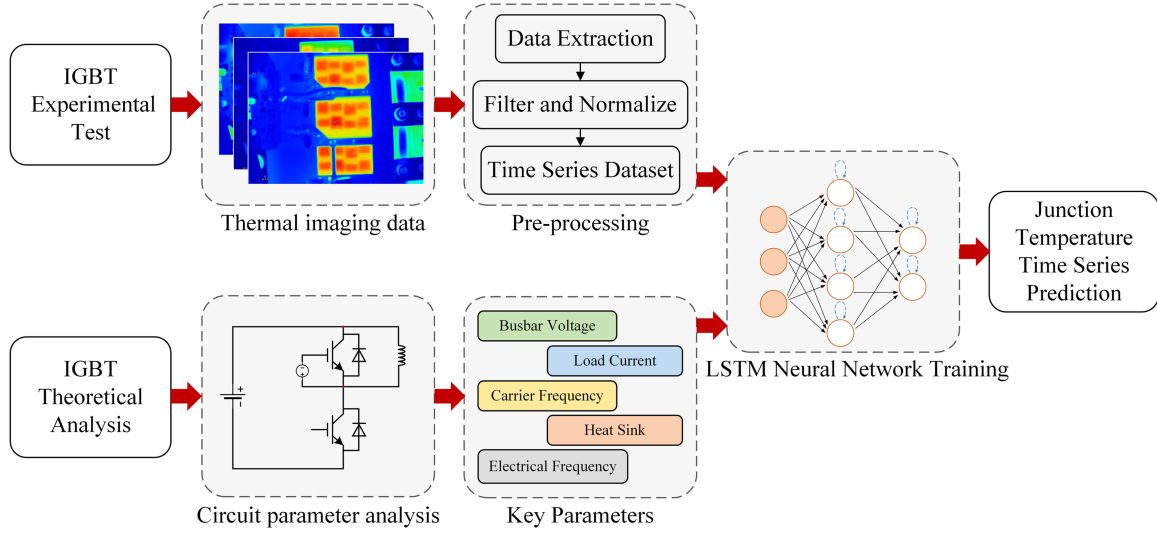 IGBT
Experimental
Test
Thermal imaging data
Data Extraction
Filter and Normalize
Time Series Dataset
Pre-processing
IGBT
Theoretical
Analysis
+
−
+
−
Circuit parameter analysis
Busbar Voltage
Load Current
Carrier Frequency
Heat Sink
Electrical Frequency
Key Parameters
LSTM Neural Network Training
Junction
Temperature
Time Series
Prediction